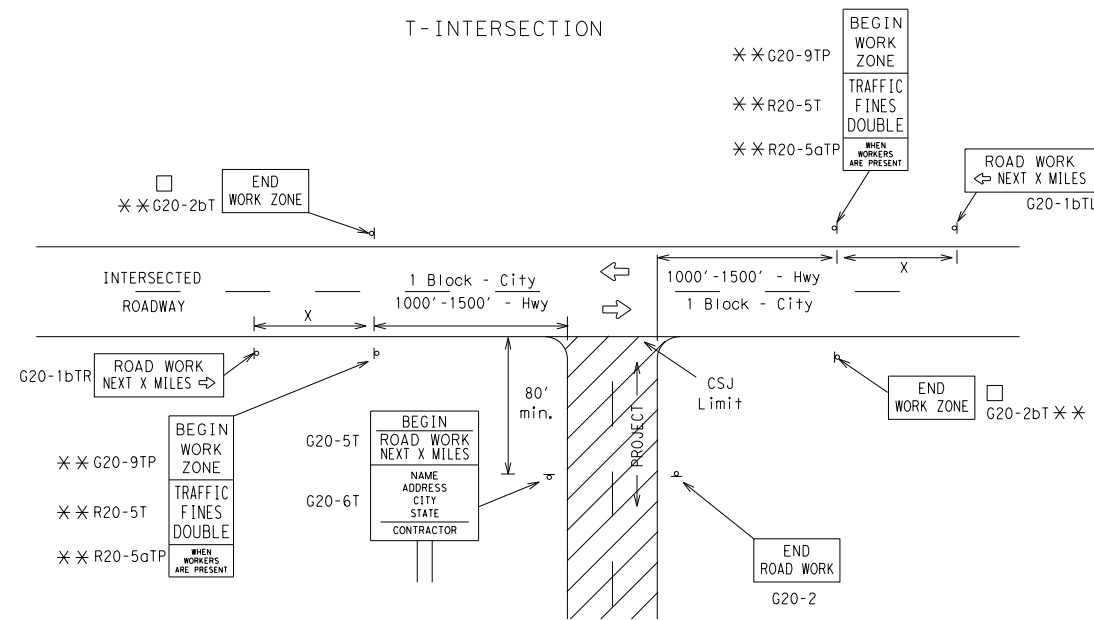 T-INTERSECTION
BEGIN
WORK
ZONE
TRAFFIC
FINES
DOUBLE
WHEN
WORKERS
ARE PRESENT
**G20-9TP
**R20-5T
**R20-5aTP
ROAD WORK
⇦ NEXT X MILES
G20-1bTL
END
WORK ZONE
□
**G20-2bT
INTERSECTED
ROADWAY
X
1 Block - City
1000'-1500' - Hwy
1000'-1500' - Hwy
1 Block - City
X
G20-1bTR
ROAD WORK
NEXT X MILES ⇨
80'
min.
PROJECT
CSJ
Limit
END
WORK ZONE
□
G20-2bT **
BEGIN
WORK
ZONE
TRAFFIC
FINES
DOUBLE
WHEN
WORKERS
ARE PRESENT
**G20-9TP
**R20-5T
**R20-5aTP
G20-5T
G20-6T
BEGIN
ROAD WORK
NEXT X MILES
NAME
ADDRESS
CITY
STATE
CONTRACTOR
END
ROAD WORK
G20-2